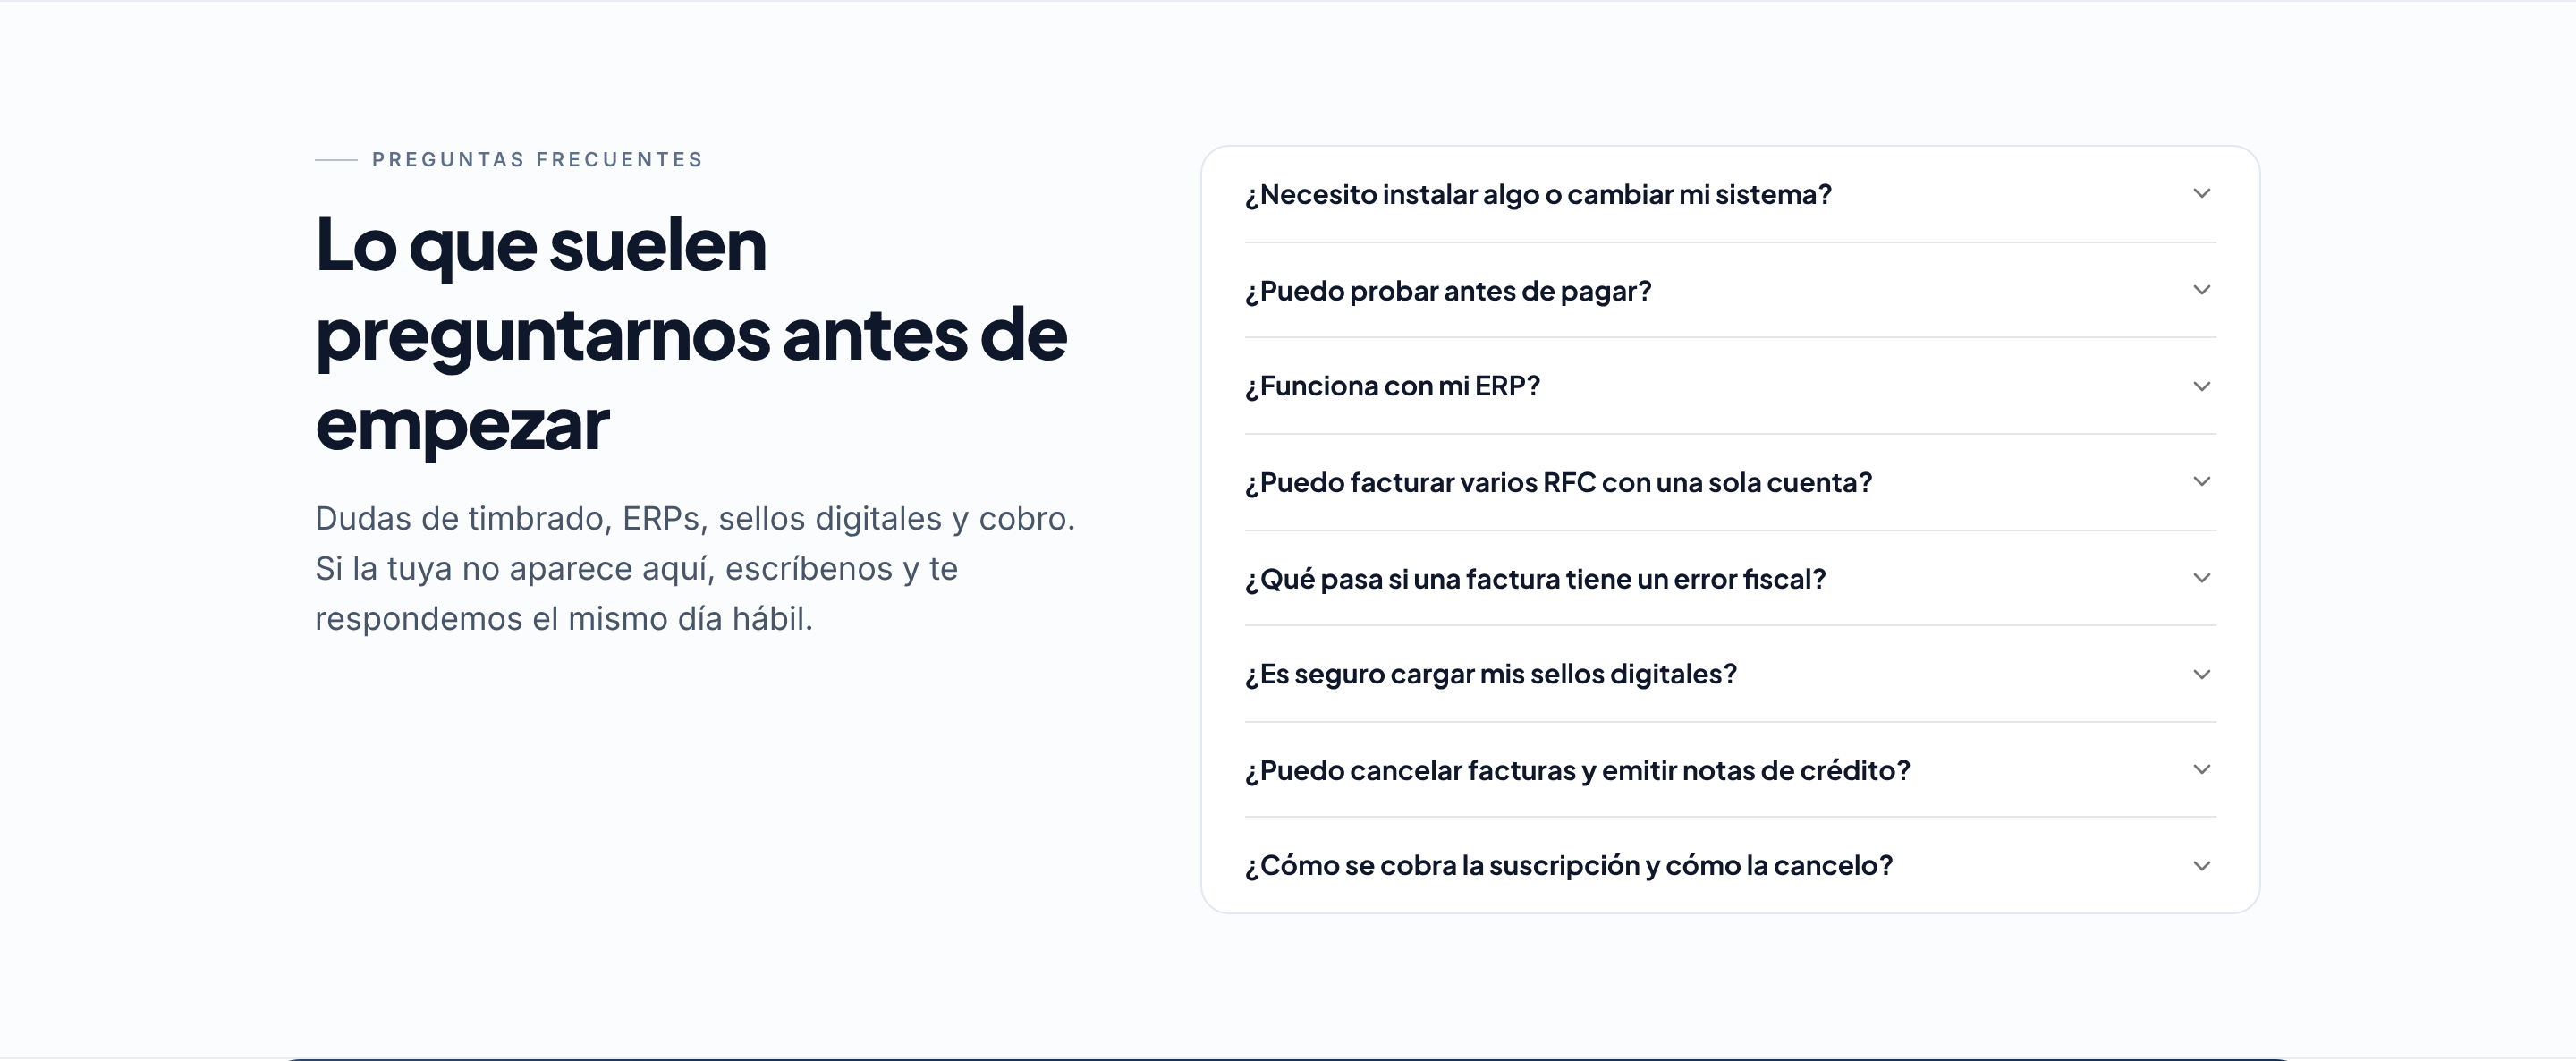 PREGUNTAS FRECUENTES
Lo que suelen
preguntarnos antes de
empezar
Dudas de timbrado, ERPs, sellos digitales y cobro.
Si la tuya no aparece aquí, escríbenos y te
respondemos el mismo día hábil.
¿Necesito instalar algo o cambiar mi sistema?
¿Puedo probar antes de pagar?
¿Funciona con mi ERP?
¿Puedo facturar varios RFC con una sola cuenta?
¿Qué pasa si una factura tiene un error fiscal?
¿Es seguro cargar mis sellos digitales?
¿Puedo cancelar facturas y emitir notas de crédito?
¿Cómo se cobra la suscripción y cómo la cancelo?